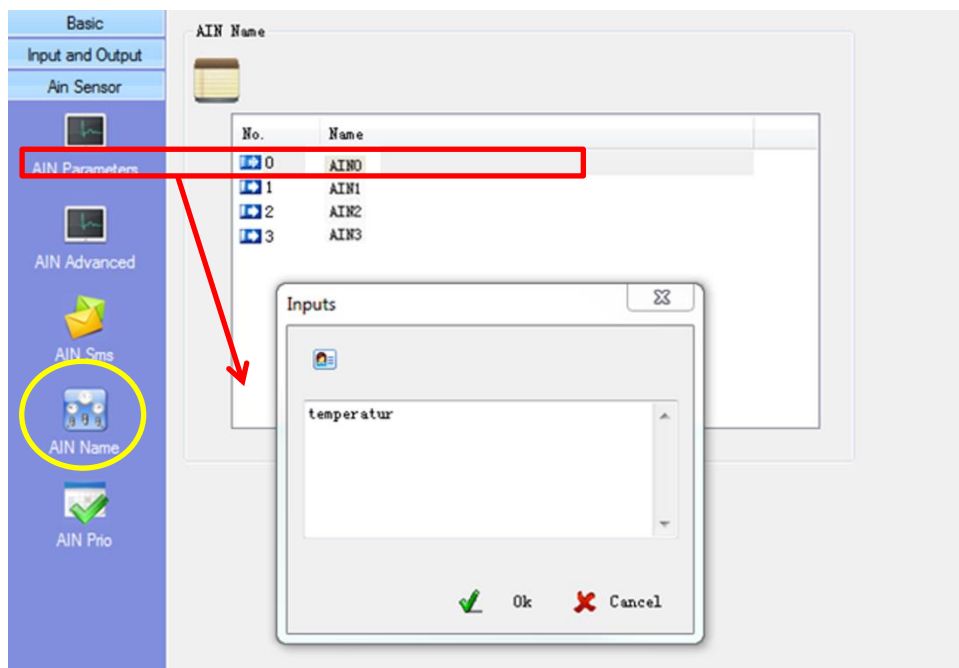 Basic
Input and Output
Ain Sensor
AIN Parameters
AIN Advanced
AIN Sms
AIN Name
AIN Prio
AIN Name
No. Name
0 AIN0
1 AIN1
2 AIN2
3 AIN3
Inputs
temperatur
Ok Cancel